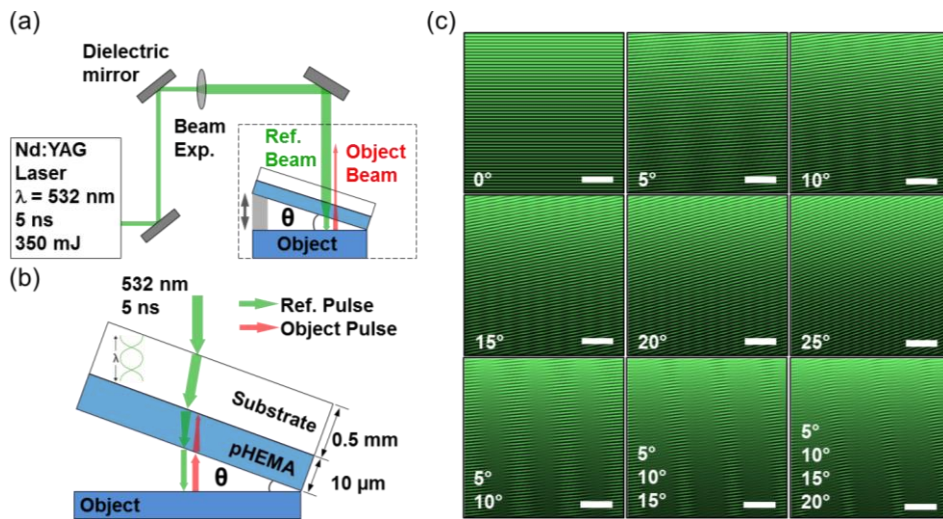 (a)
Dielectric
mirror
Nd:YAG
Laser
λ = 532 nm
5 ns
350 mJ
Beam
Exp.
Ref.
Beam
Object
Beam
θ
Object
(b)
532 nm
5 ns
Ref. Pulse
Object Pulse
λ
Substrate
pHEMA
0.5 mm
10 µm
θ
Object
(c)
0°
5°
10°
15°
20°
25°
5°
10°
5°
10°
15°
5°
10°
15°
20°